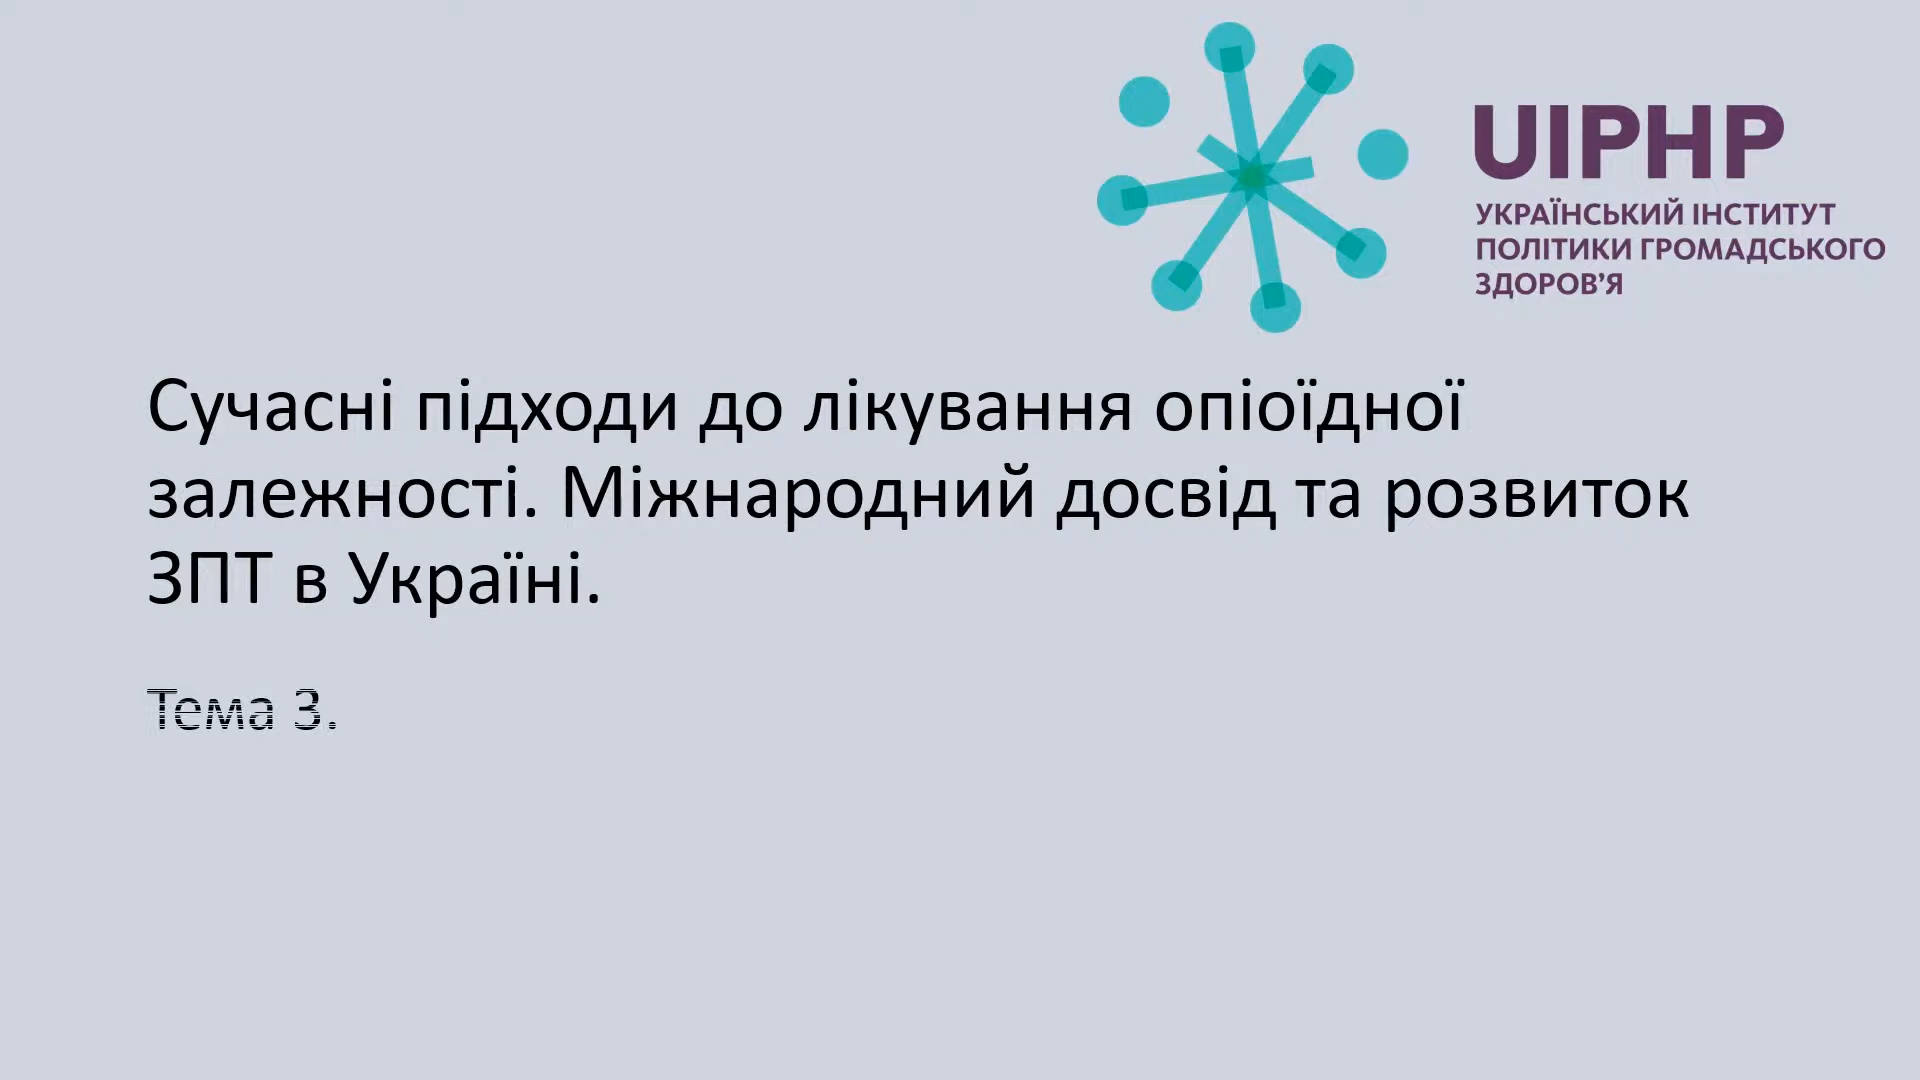 UIPHP
УКРАЇНСЬКИЙ ІНСТИТУТ
ПОЛІТИКИ ГРОМАДСЬКОГО
ЗДОРОВ’Я
Сучасні підходи до лікування опіоїдної
залежності. Міжнародний досвід та розвиток
ЗПТ в Україні.
Тема 3.